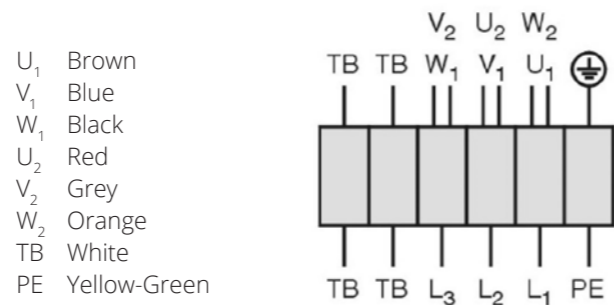 U₁ Brown
V₁ Blue
W₁ Black
U₂ Red
V₂ Grey
W₂ Orange
TB White
PE Yellow-Green
V₂ U₂ W₂
TB TB W₁ V₁ U₁
TB TB L₃ L₂ L₁ PE